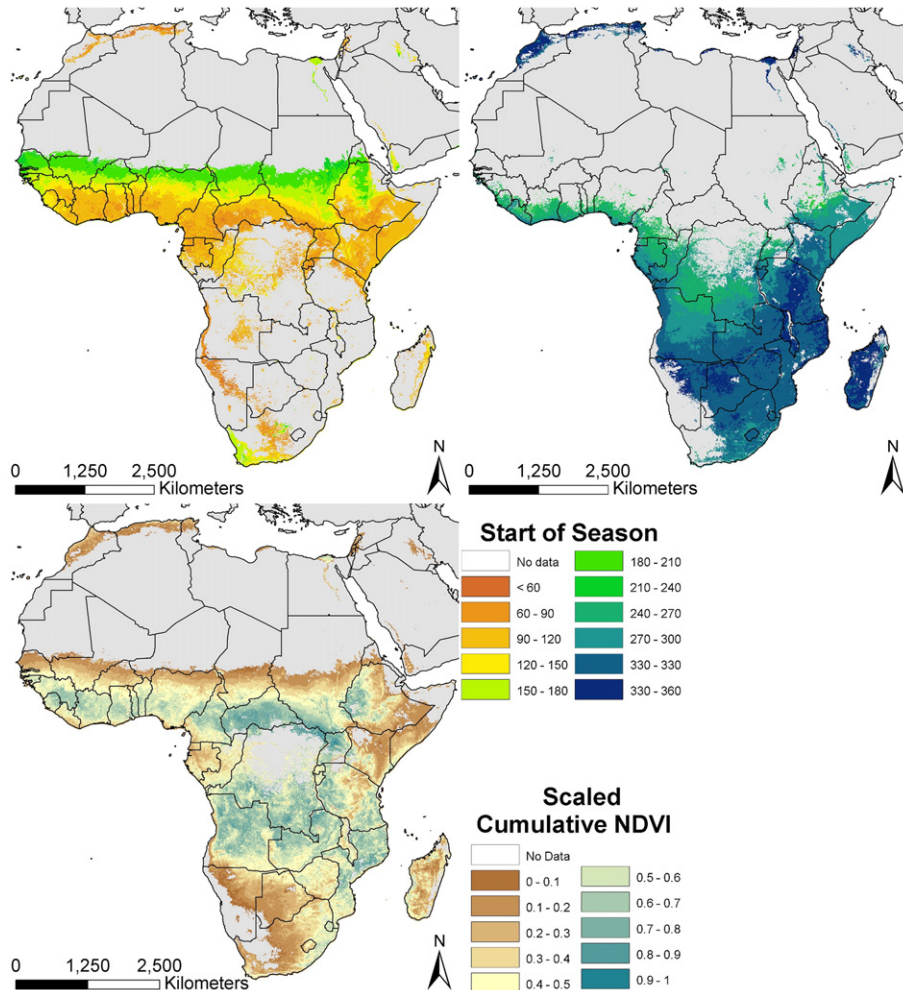 N
0 1,250 2,500
Kilometers
N
0 1,250 2,500
Kilometers
Start of Season
No data
< 60
60 - 90
90 - 120
120 - 150
150 - 180
180 - 210
210 - 240
240 - 270
270 - 300
330 - 330
330 - 360
Scaled
Cumulative NDVI
No Data
0 - 0.1
0.1 - 0.2
0.2 - 0.3
0.3 - 0.4
0.4 - 0.5
0.5 - 0.6
0.6 - 0.7
0.7 - 0.8
0.8 - 0.9
0.9 - 1
N
0 1,250 2,500
Kilometers